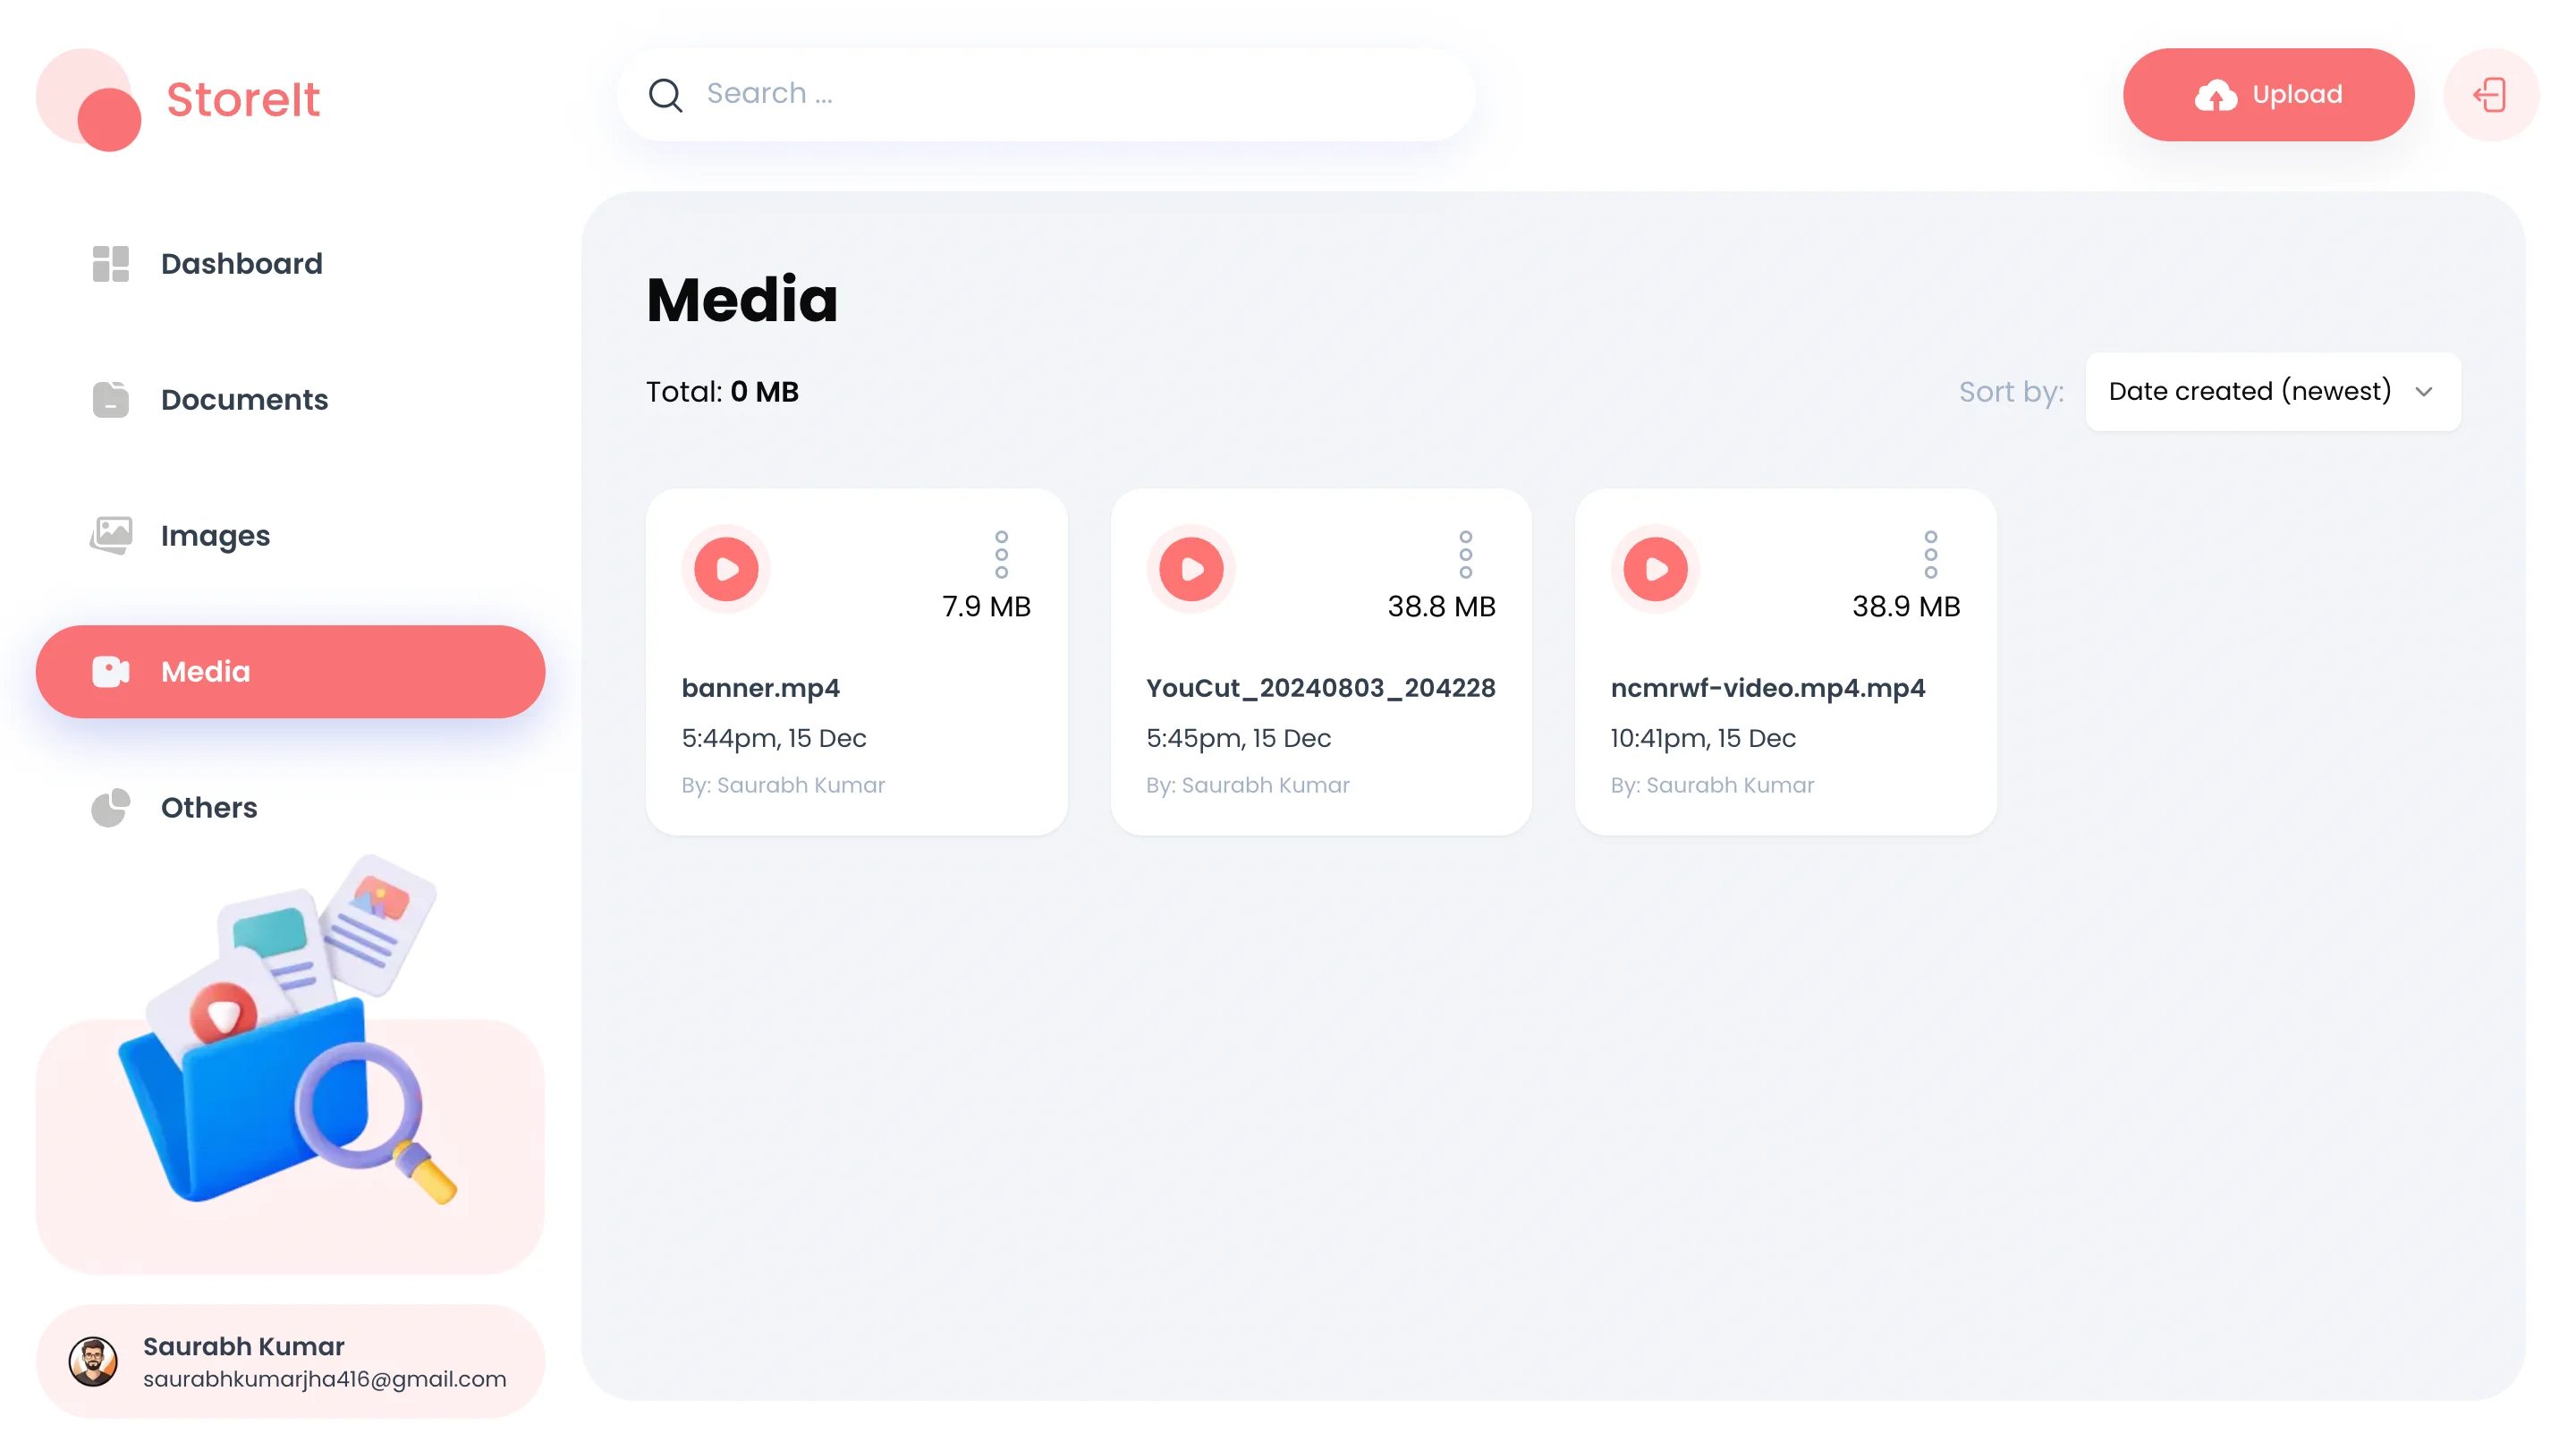 StoreIt
Search ...
Upload
Dashboard
Documents
Images
Media
Others
Saurabh Kumar
saurabhkumarjha416@gmail.com
Media
Total: 0 MB
Sort by:
Date created (newest)
7.9 MB
banner.mp4
5:44pm, 15 Dec
By: Saurabh Kumar
38.8 MB
YouCut_20240803_204228
5:45pm, 15 Dec
By: Saurabh Kumar
38.9 MB
ncmrwf-video.mp4.mp4
10:41pm, 15 Dec
By: Saurabh Kumar